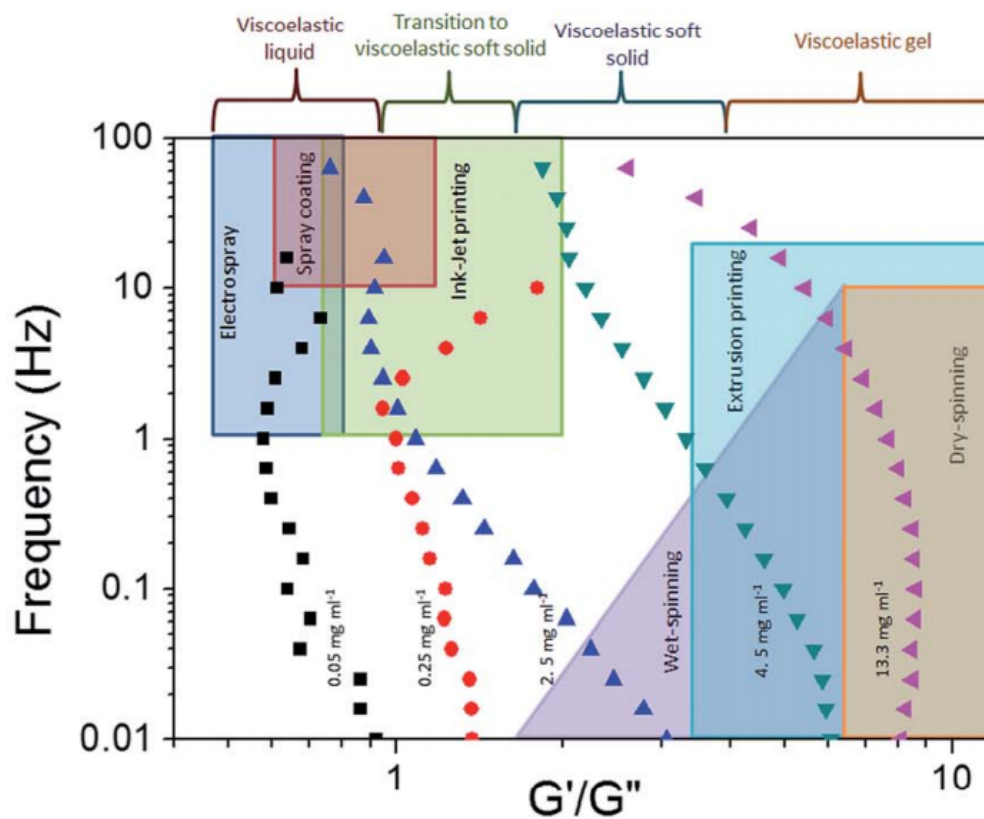 Viscoelastic
liquid
Transition to
viscoelastic soft solid
Viscoelastic soft
solid
Viscoelastic gel
Frequency (Hz)
100
10
1
0.1
0.01
Electrospray
Spray coating
Ink-Jet printing
Extrusion printing
Dry-spinning
Wet-spinning
0.05 mg ml⁻¹
0.25 mg ml⁻¹
2. 5 mg ml⁻¹
4. 5 mg ml⁻¹
13.3 mg ml⁻¹
1
10
G'/G"